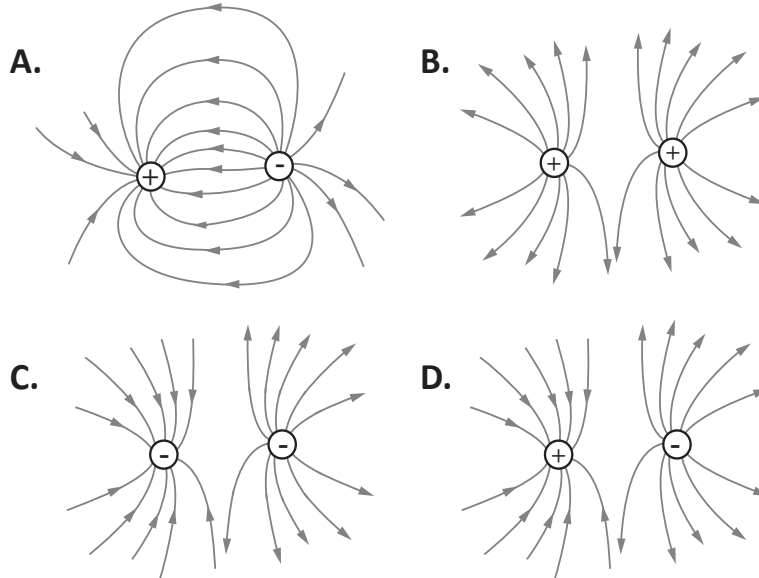 A.
B.
+
-
+
+
C.
D.
-
-
+
-